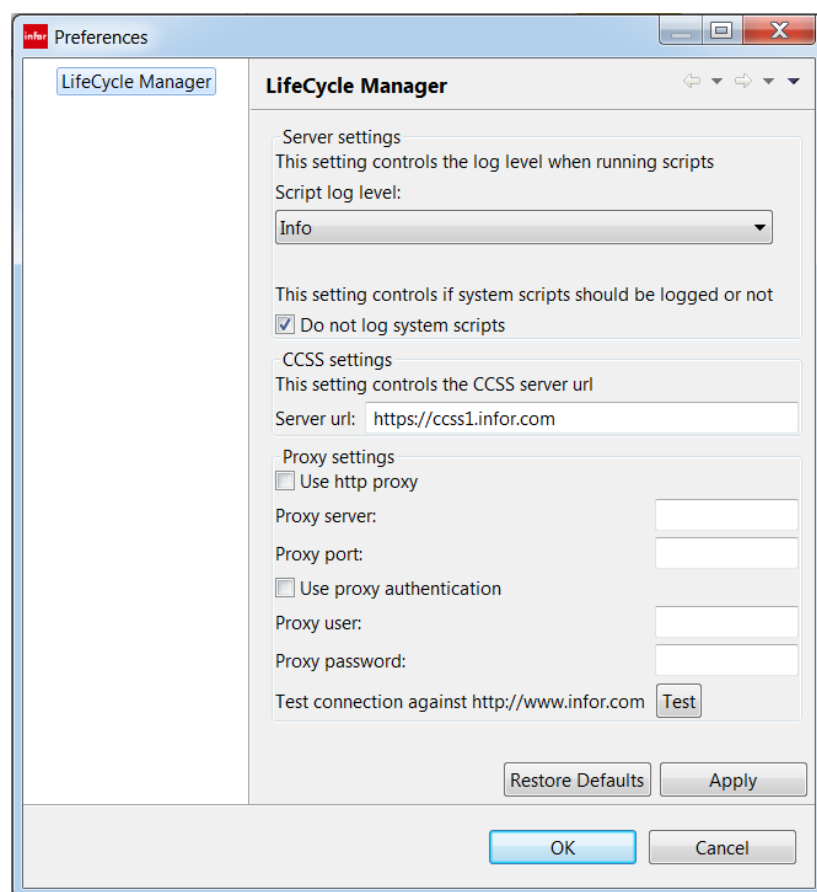 infor Preferences
LifeCycle Manager
LifeCycle Manager
Server settings
This setting controls the log level when running scripts
Script log level:
Info
This setting controls if system scripts should be logged or not
Do not log system scripts
CCSS settings
This setting controls the CCSS server url
Server url: https://ccss1.infor.com
Proxy settings
Use http proxy
Proxy server:
Proxy port:
Use proxy authentication
Proxy user:
Proxy password:
Test connection against http://www.infor.com Test
Restore Defaults Apply
OK Cancel